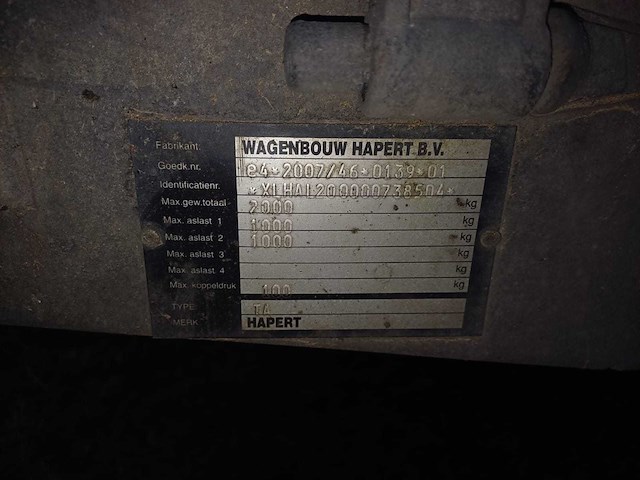 Fabrikant: WAGENBOUW HAPERT B.V.
Goedk.nr. e4*2007/46*0139*01
Identificatienr. *XLHAL200000738504*
Max.gew.totaal 2000 kg
Max. aslast 1 1000 kg
Max. aslast 2 1000 kg
Max. aslast 3 kg
Max. aslast 4 kg
Max. koppeldruk 100 kg
TYPE
MERK HAPERT